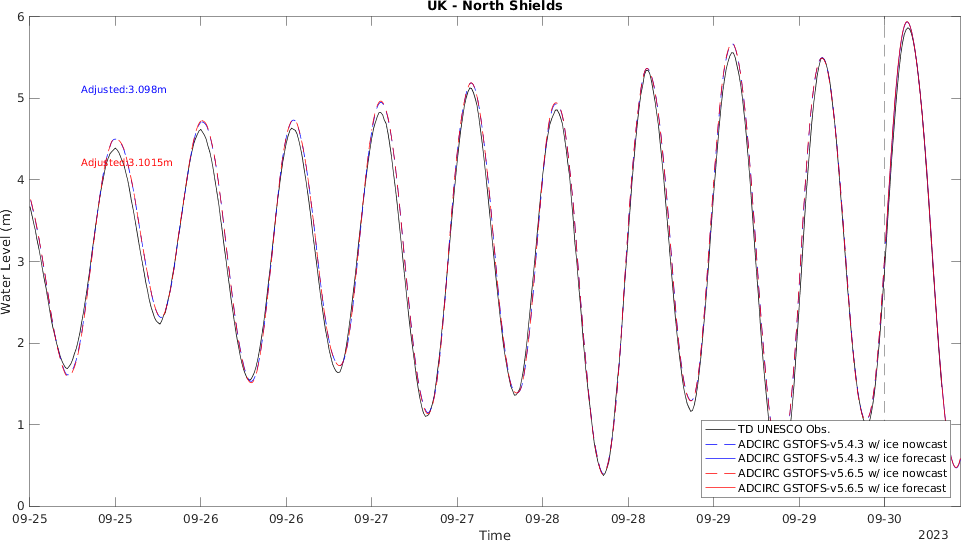 UK - North Shields
6
5
4
3
2
1
0
Water Level (m)
Adjusted:3.098m
Adjusted:3.1015m
TD UNESCO Obs.
ADCIRC GSTOFS-v5.4.3 w/ ice nowcast
ADCIRC GSTOFS-v5.4.3 w/ ice forecast
ADCIRC GSTOFS-v5.6.5 w/ ice nowcast
ADCIRC GSTOFS-v5.6.5 w/ ice forecast
09-25 09-25 09-26 09-26 09-27 09-27 09-28 09-28 09-29 09-29 09-30
Time
2023